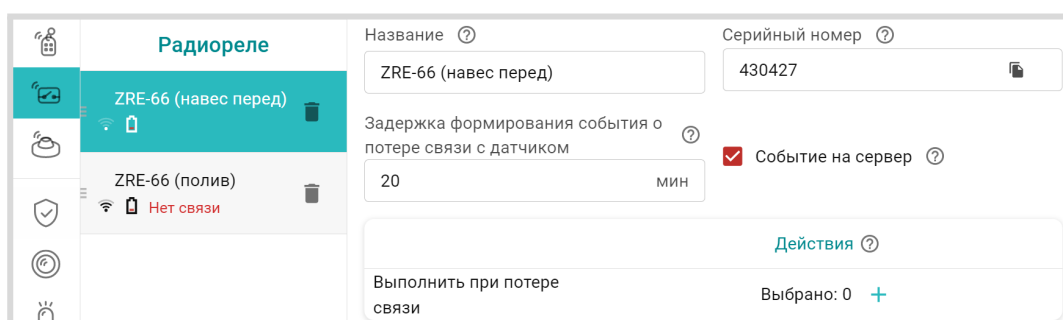 Радиореле
ZRE-66 (навес перед)
ZRE-66 (полив)
Нет связи
Название
ZRE-66 (навес перед)
Серийный номер
430427
Задержка формирования события о
потере связи с датчиком
20 мин
Событие на сервер
Действия
Выполнить при потере
связи
Выбрано: 0 +